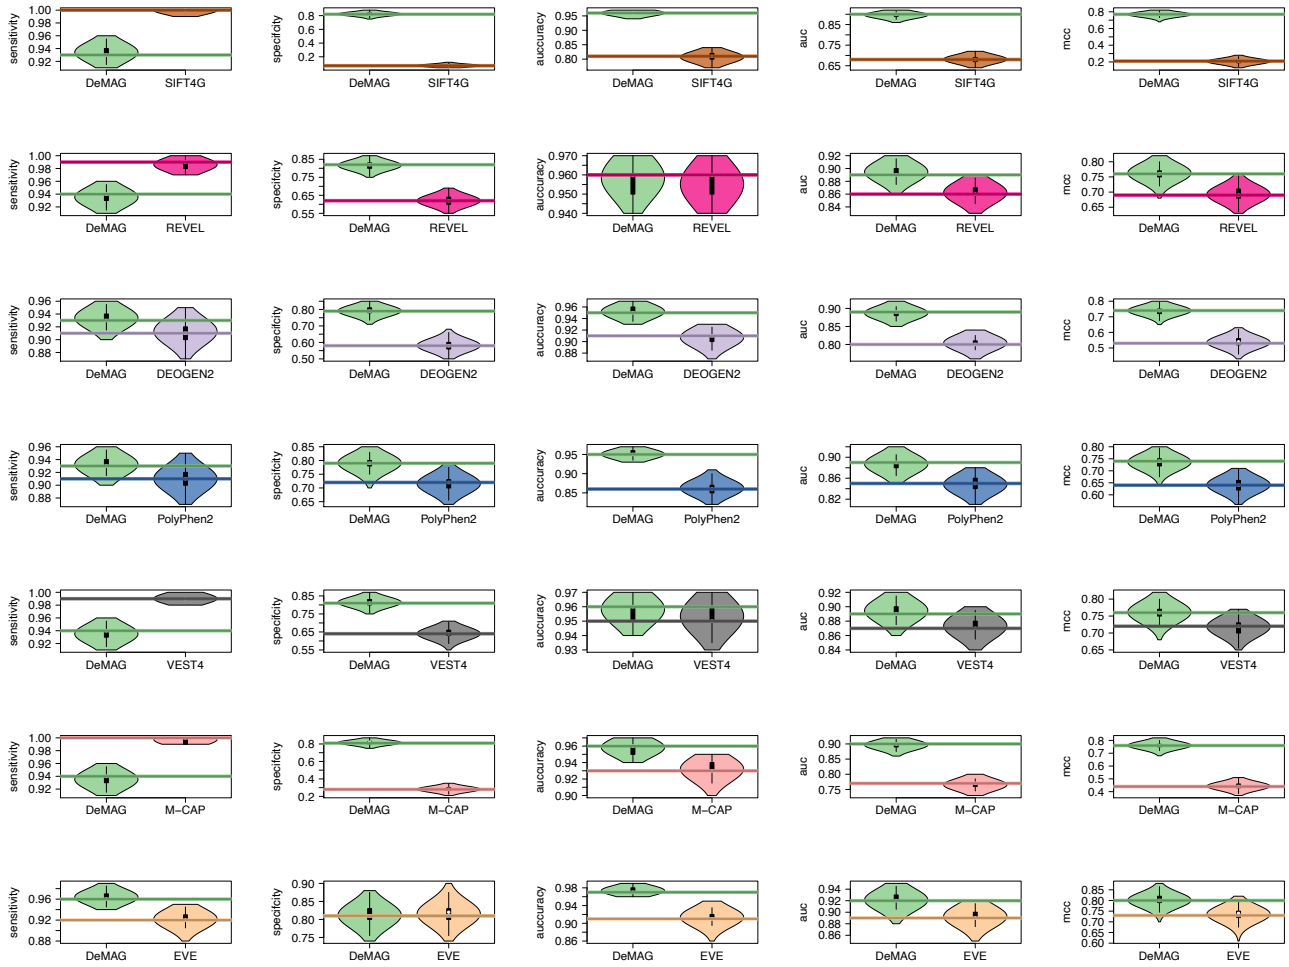 sensitivity
1.00
0.96
0.94
0.92
DeMAG SIFT4G
specifcity
0.8
0.6
0.4
0.2
DeMAG SIFT4G
auccuracy
0.95
0.90
0.85
0.80
DeMAG SIFT4G
auc
0.85
0.75
0.65
DeMAG SIFT4G
mcc
0.8
0.6
0.4
0.2
DeMAG SIFT4G
sensitivity
1.00
0.98
0.96
0.94
0.92
DeMAG REVEL
specifcity
0.85
0.75
0.65
0.55
DeMAG REVEL
auccuracy
0.970
0.960
0.950
0.940
DeMAG REVEL
auc
0.92
0.90
0.88
0.86
0.84
DeMAG REVEL
mcc
0.80
0.75
0.70
0.65
DeMAG REVEL
sensitivity
0.96
0.94
0.92
0.90
0.88
DeMAG DEOGEN2
specifcity
0.80
0.70
0.60
0.50
DeMAG DEOGEN2
auccuracy
0.96
0.94
0.92
0.90
0.88
DeMAG DEOGEN2
auc
0.90
0.85
0.80
DeMAG DEOGEN2
mcc
0.8
0.7
0.6
0.5
DeMAG DEOGEN2
sensitivity
0.96
0.94
0.92
0.90
0.88
DeMAG PolyPhen2
specifcity
0.85
0.80
0.75
0.70
0.65
DeMAG PolyPhen2
auccuracy
0.95
0.90
0.85
DeMAG PolyPhen2
auc
0.90
0.86
0.82
DeMAG PolyPhen2
mcc
0.80
0.75
0.70
0.65
0.60
DeMAG PolyPhen2
sensitivity
1.00
0.98
0.94
0.92
DeMAG VEST4
specifcity
0.85
0.75
0.65
0.55
DeMAG VEST4
auccuracy
0.97
0.96
0.95
0.94
0.93
DeMAG VEST4
auc
0.92
0.90
0.88
0.86
0.84
DeMAG VEST4
mcc
0.80
0.75
0.70
0.65
DeMAG VEST4
sensitivity
1.00
0.98
0.96
0.94
0.92
DeMAG M−CAP
specifcity
0.8
0.6
0.4
0.2
DeMAG M−CAP
auccuracy
0.96
0.94
0.92
0.90
DeMAG M−CAP
auc
0.90
0.85
0.80
0.75
DeMAG M−CAP
mcc
0.8
0.7
0.5
0.4
DeMAG M−CAP
sensitivity
0.96
0.92
0.88
DeMAG EVE
specifcity
0.90
0.85
0.80
0.75
DeMAG EVE
auccuracy
0.98
0.94
0.90
0.86
DeMAG EVE
auc
0.94
0.92
0.90
0.88
0.86
DeMAG EVE
mcc
0.85
0.80
0.75
0.70
0.65
0.60
DeMAG EVE